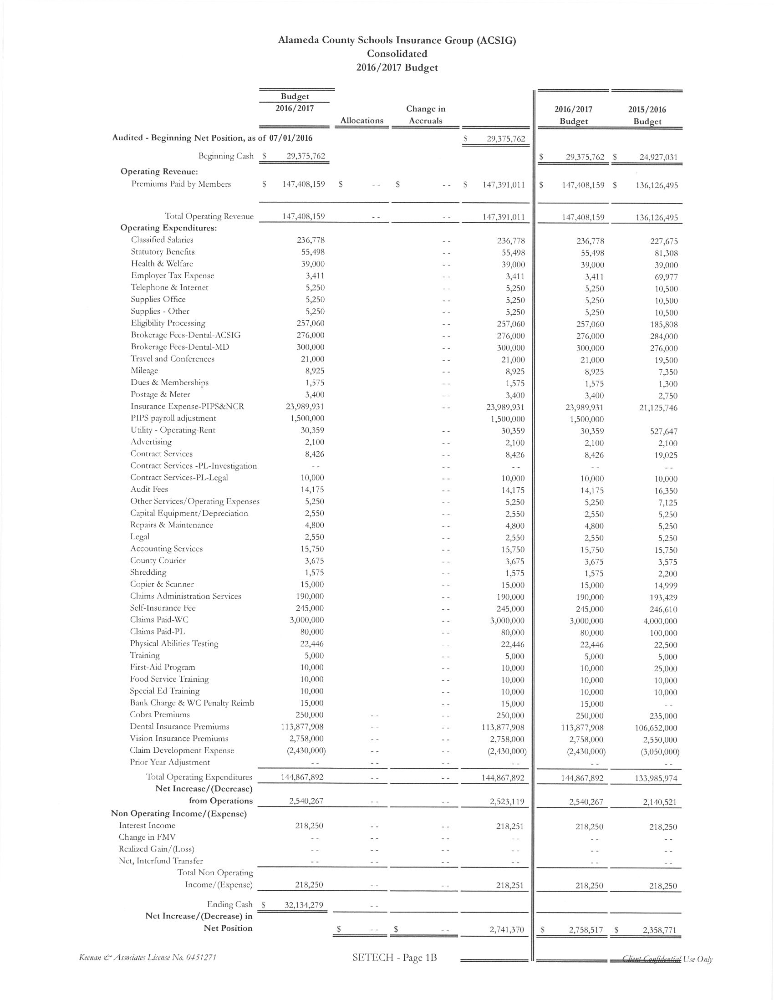 Alameda County Schools Insurance Group (ACSIG)
Consolidated
2016/2017 Budget
Budget
2016/2017 Change in 2016/2017 2015/2016
Allocations Accruals Budget Budget
Audited - Beginning Net Position, as of 07/01/2016 $ 29,375,762
Beginning Cash $ 29,375,762 $ 29,375,762 $ 24,927,031
Operating Revenue:
Premiums Paid by Members $ 147,408,159 $ -- $ -- $ 147,391,011 $ 147,408,159 $ 136,126,495
Total Operating Revenue 147,408,159 -- -- 147,391,011 147,408,159 136,126,495
Operating Expenditures:
Classified Salaries 236,778 -- 236,778 236,778 227,675
Statutory Benefits 55,498 -- 55,498 55,498 81,308
Health & Welfare 39,000 -- 39,000 39,000 39,000
Employer Tax Expense 3,411 -- 3,411 3,411 69,977
Telephone & Internet 5,250 -- 5,250 5,250 10,500
Supplies Office 5,250 -- 5,250 5,250 10,500
Supplies - Other 5,250 -- 5,250 5,250 10,500
Eligibility Processing 257,060 -- 257,060 257,060 185,808
Brokerage Fees-Dental-ACSIG 276,000 -- 276,000 276,000 284,000
Brokerage Fees-Dental-MD 300,000 -- 300,000 300,000 276,000
Travel and Conferences 21,000 -- 21,000 21,000 19,500
Mileage 8,925 -- 8,925 8,925 7,350
Dues & Memberships 1,575 -- 1,575 1,575 1,300
Postage & Meter 3,400 -- 3,400 3,400 2,750
Insurance Expense-PIPS&NCR 23,989,931 -- 23,989,931 23,989,931 21,125,746
PIPS payroll adjustment 1,500,000 1,500,000 1,500,000
Utility - Operating-Rent 30,359 -- 30,359 30,359 527,647
Advertising 2,100 -- 2,100 2,100 2,100
Contract Services 8,426 -- 8,426 8,426 19,025
Contract Services -PL-Investigation -- -- -- -- --
Contract Services-PL-Legal 10,000 -- 10,000 10,000 10,000
Audit Fees 14,175 -- 14,175 14,175 16,350
Other Services/Operating Expenses 5,250 -- 5,250 5,250 7,125
Capital Equipment/Depreciation 2,550 -- 2,550 2,550 5,250
Repairs & Maintenance 4,800 -- 4,800 4,800 5,250
Legal 2,550 -- 2,550 2,550 5,250
Accounting Services 15,750 -- 15,750 15,750 15,750
County Courier 3,675 -- 3,675 3,675 3,575
Shredding 1,575 -- 1,575 1,575 2,200
Copier & Scanner 15,000 -- 15,000 15,000 14,999
Claims Administration Services 190,000 -- 190,000 190,000 193,429
Self-Insurance Fee 245,000 -- 245,000 245,000 246,610
Claims Paid-WC 3,000,000 -- 3,000,000 3,000,000 4,000,000
Claims Paid-PL 80,000 -- 80,000 80,000 100,000
Physical Abilities Testing 22,446 -- 22,446 22,446 22,500
Training 5,000 -- 5,000 5,000 5,000
First-Aid Program 10,000 -- 10,000 10,000 25,000
Food Service Training 10,000 -- 10,000 10,000 10,000
Special Ed Training 10,000 -- 10,000 10,000 10,000
Bank Charge & WC Penalty Reimb 15,000 -- 15,000 15,000 --
Cobra Premiums 250,000 -- -- 250,000 250,000 235,000
Dental Insurance Premiums 113,877,908 -- -- 113,877,908 113,877,908 106,652,000
Vision Insurance Premiums 2,758,000 -- -- 2,758,000 2,758,000 2,550,000
Claim Development Expense (2,430,000) -- -- (2,430,000) (2,430,000) (3,050,000)
Prior Year Adjustment -- -- -- -- -- --
Total Operating Expenditures 144,867,892 -- -- 144,867,892 144,867,892 133,985,974
Net Increase/(Decrease)
from Operations 2,540,267 -- -- 2,523,119 2,540,267 2,140,521
Non Operating Income/(Expense)
Interest Income 218,250 -- -- 218,251 218,250 218,250
Change in FMV -- -- -- -- -- --
Realized Gain/(Loss) -- -- -- -- -- --
Net, Interfund Transfer -- -- -- -- -- --
Total Non Operating
Income/(Expense) 218,250 -- -- 218,251 218,250 218,250
Ending Cash $ 32,134,279 --
Net Increase/(Decrease) in
Net Position $ -- $ -- 2,741,370 $ 2,758,517 $ 2,358,771
Keenan & Associates License No. 0451271 SETECH - Page 1B Client Confidential Use Only